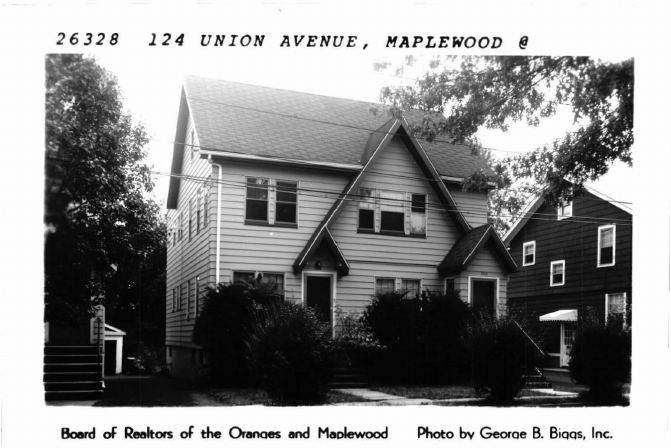 26328 124 UNION AVENUE, MAPLEWOOD @
Board of Realtors of the Oranges and Maplewood Photo by George B. Biggs, Inc.